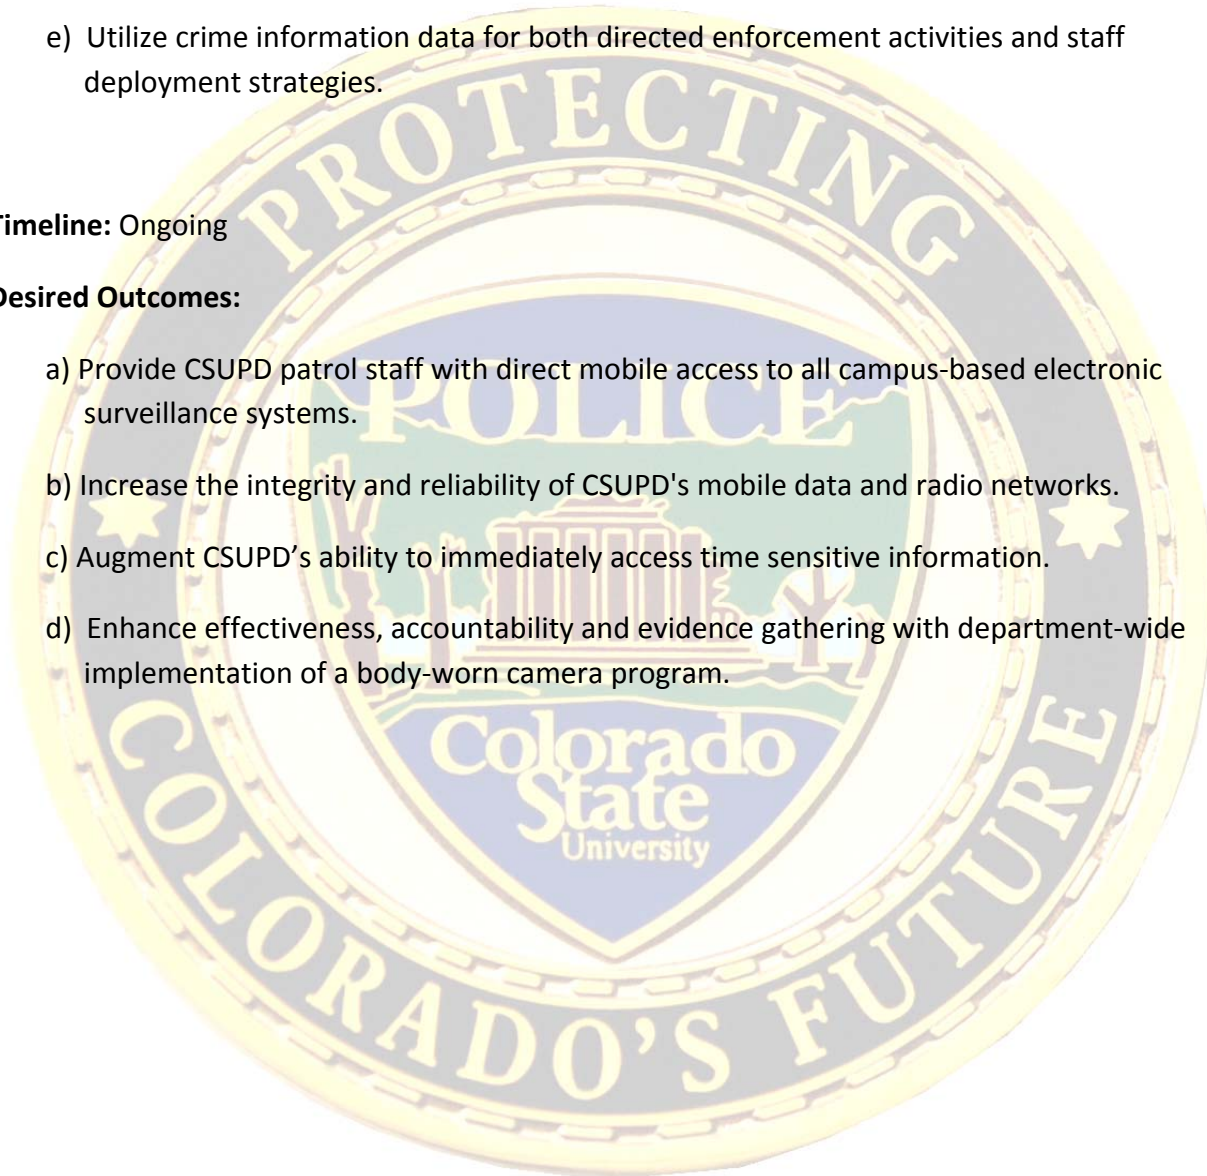 e) Utilize crime information data for both directed enforcement activities and staff
deployment strategies.
Timeline: Ongoing
Desired Outcomes:
a) Provide CSUPD patrol staff with direct mobile access to all campus-based electronic
surveillance systems.
b) Increase the integrity and reliability of CSUPD's mobile data and radio networks.
c) Augment CSUPD’s ability to immediately access time sensitive information.
d) Enhance effectiveness, accountability and evidence gathering with department-wide
implementation of a body-worn camera program.
PROTECTING
POLICE
Colorado
State
University
COLORADO’S FUTURE